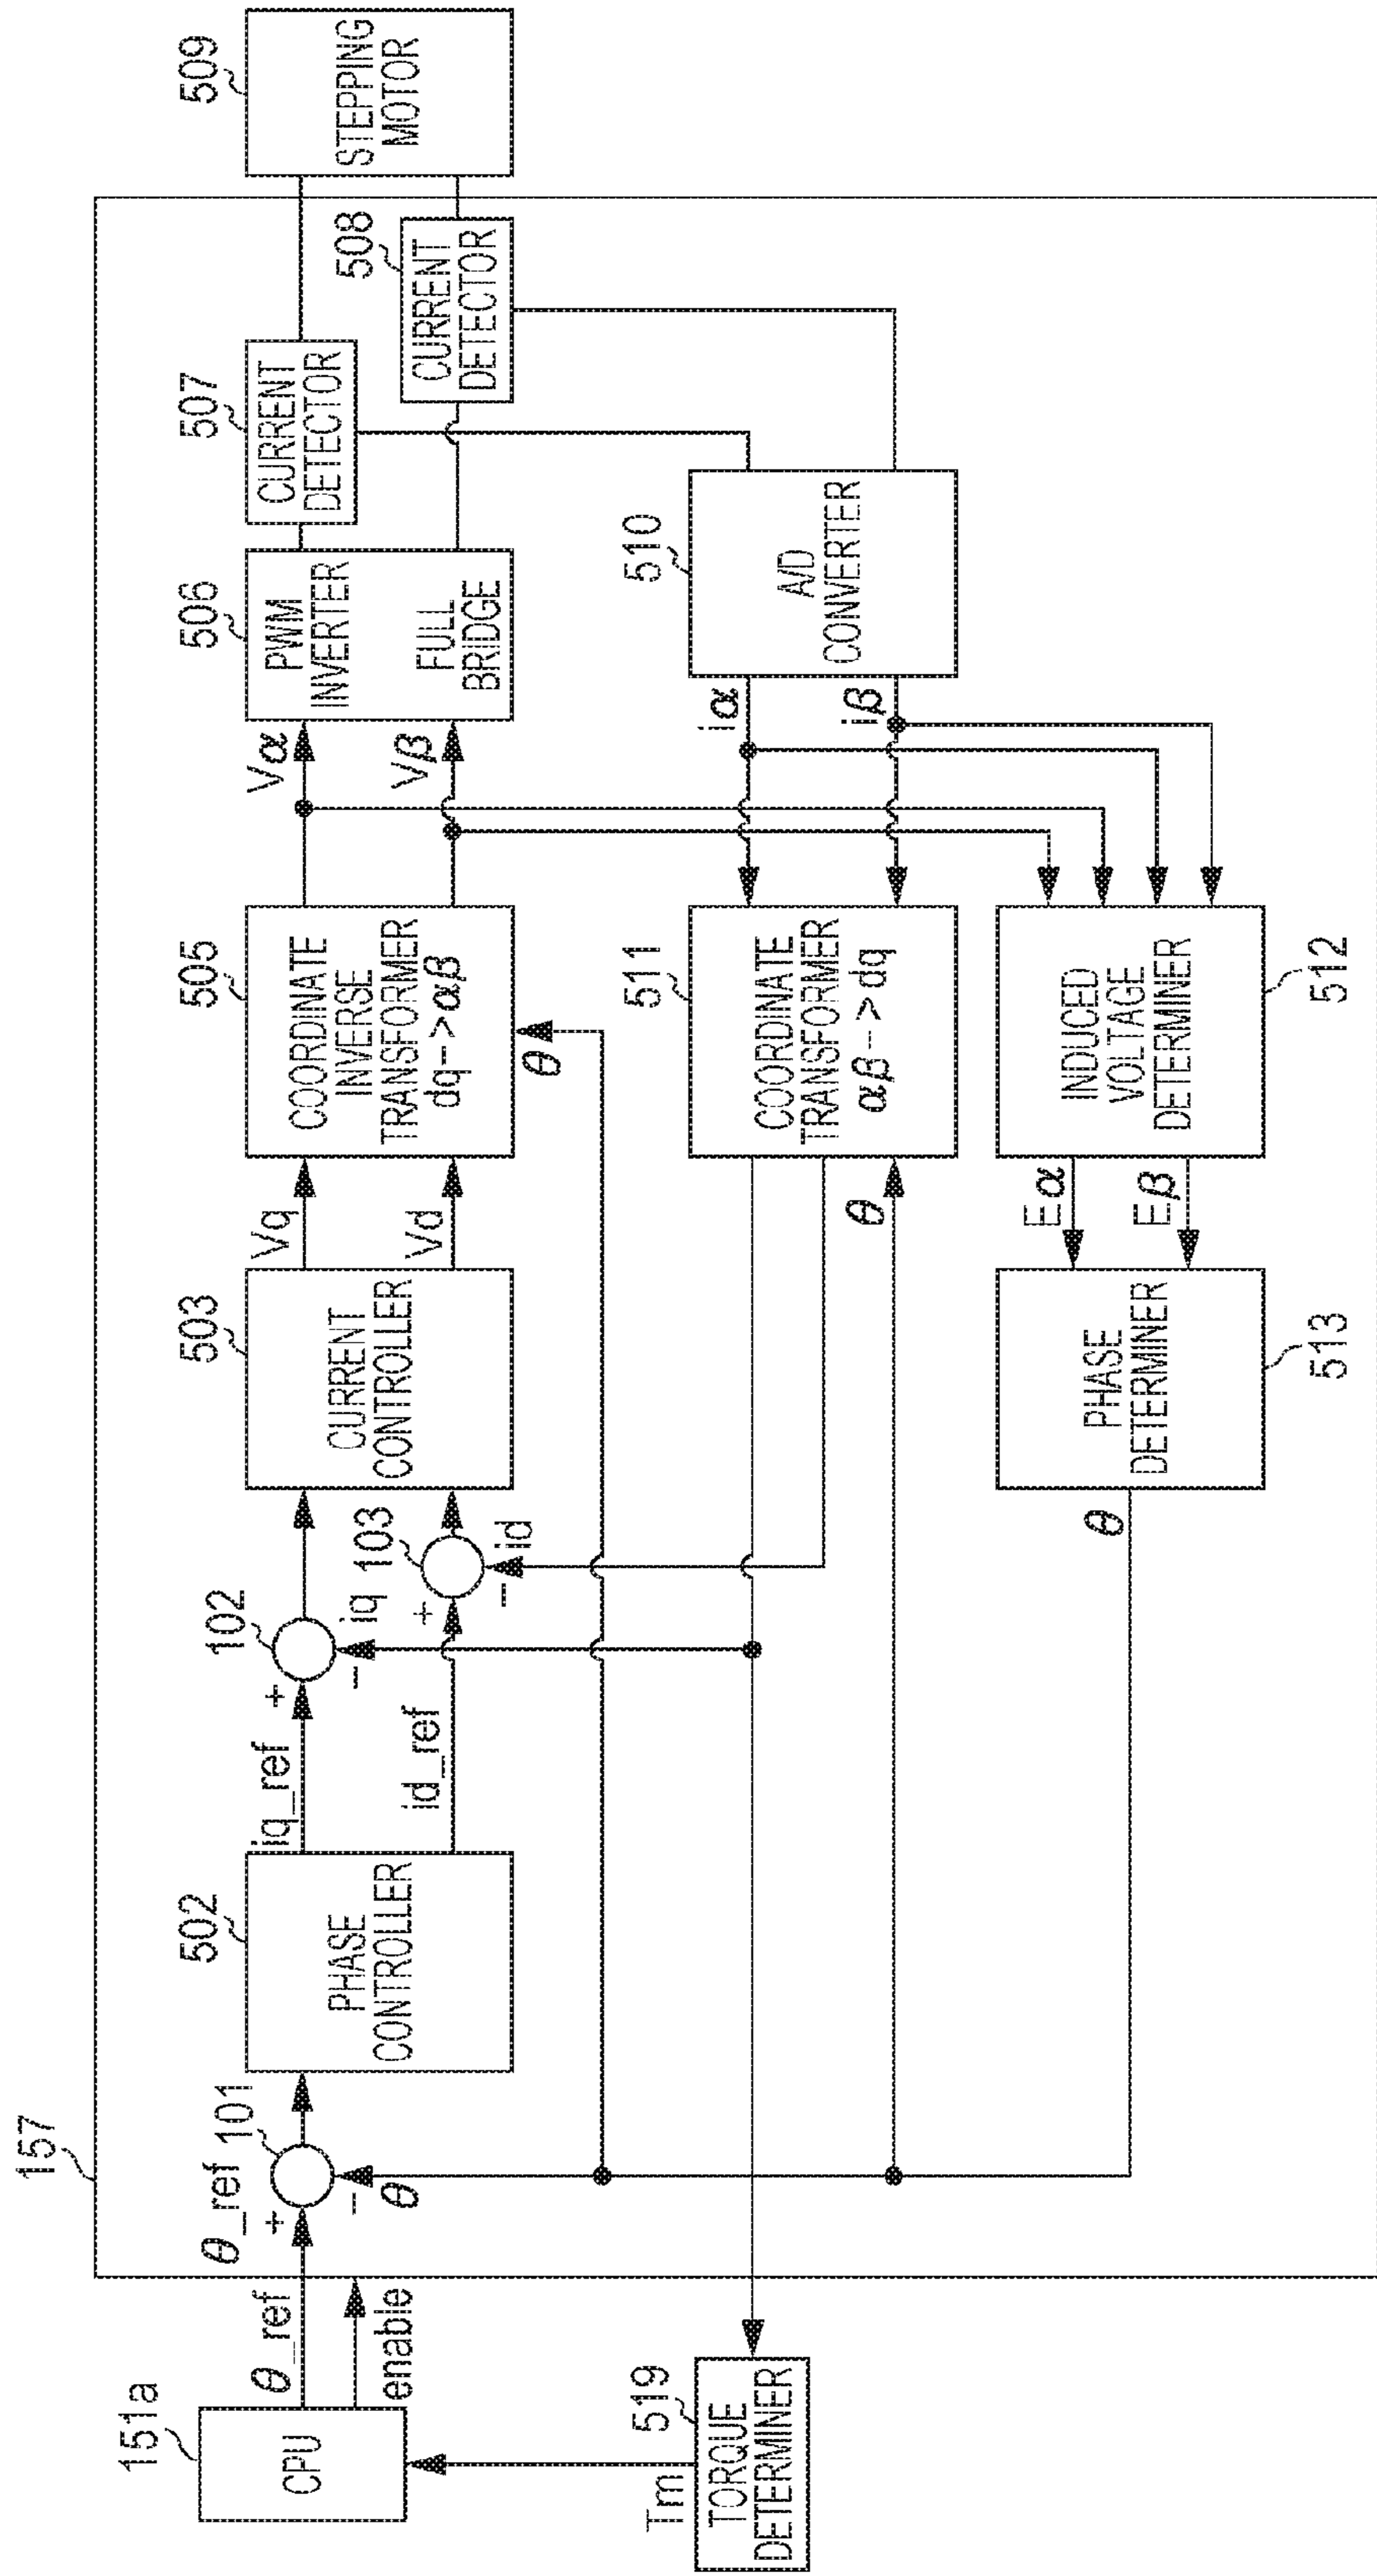 157
151a
CPU
θ_ref
enable
Tm
519
TORQUE
DETERMINER
θ_ref
101
+
−
θ
502
PHASE
CONTROLLER
iq_ref
id_ref
102
+
−
iq
103
+
−
id
503
CURRENT
CONTROLLER
Vq
Vd
505
COORDINATE
INVERSE
TRANSFORMER
dq->αβ
θ
Vα
Vβ
506
PWM
INVERTER
FULL
BRIDGE
507
CURRENT
DETECTOR
508
CURRENT
DETECTOR
509
STEPPING
MOTOR
510
A/D
CONVERTER
iα
iβ
511
COORDINATE
TRANSFORMER
αβ->dq
θ
512
INDUCED
VOLTAGE
DETERMINER
Eα
Eβ
513
PHASE
DETERMINER
θ